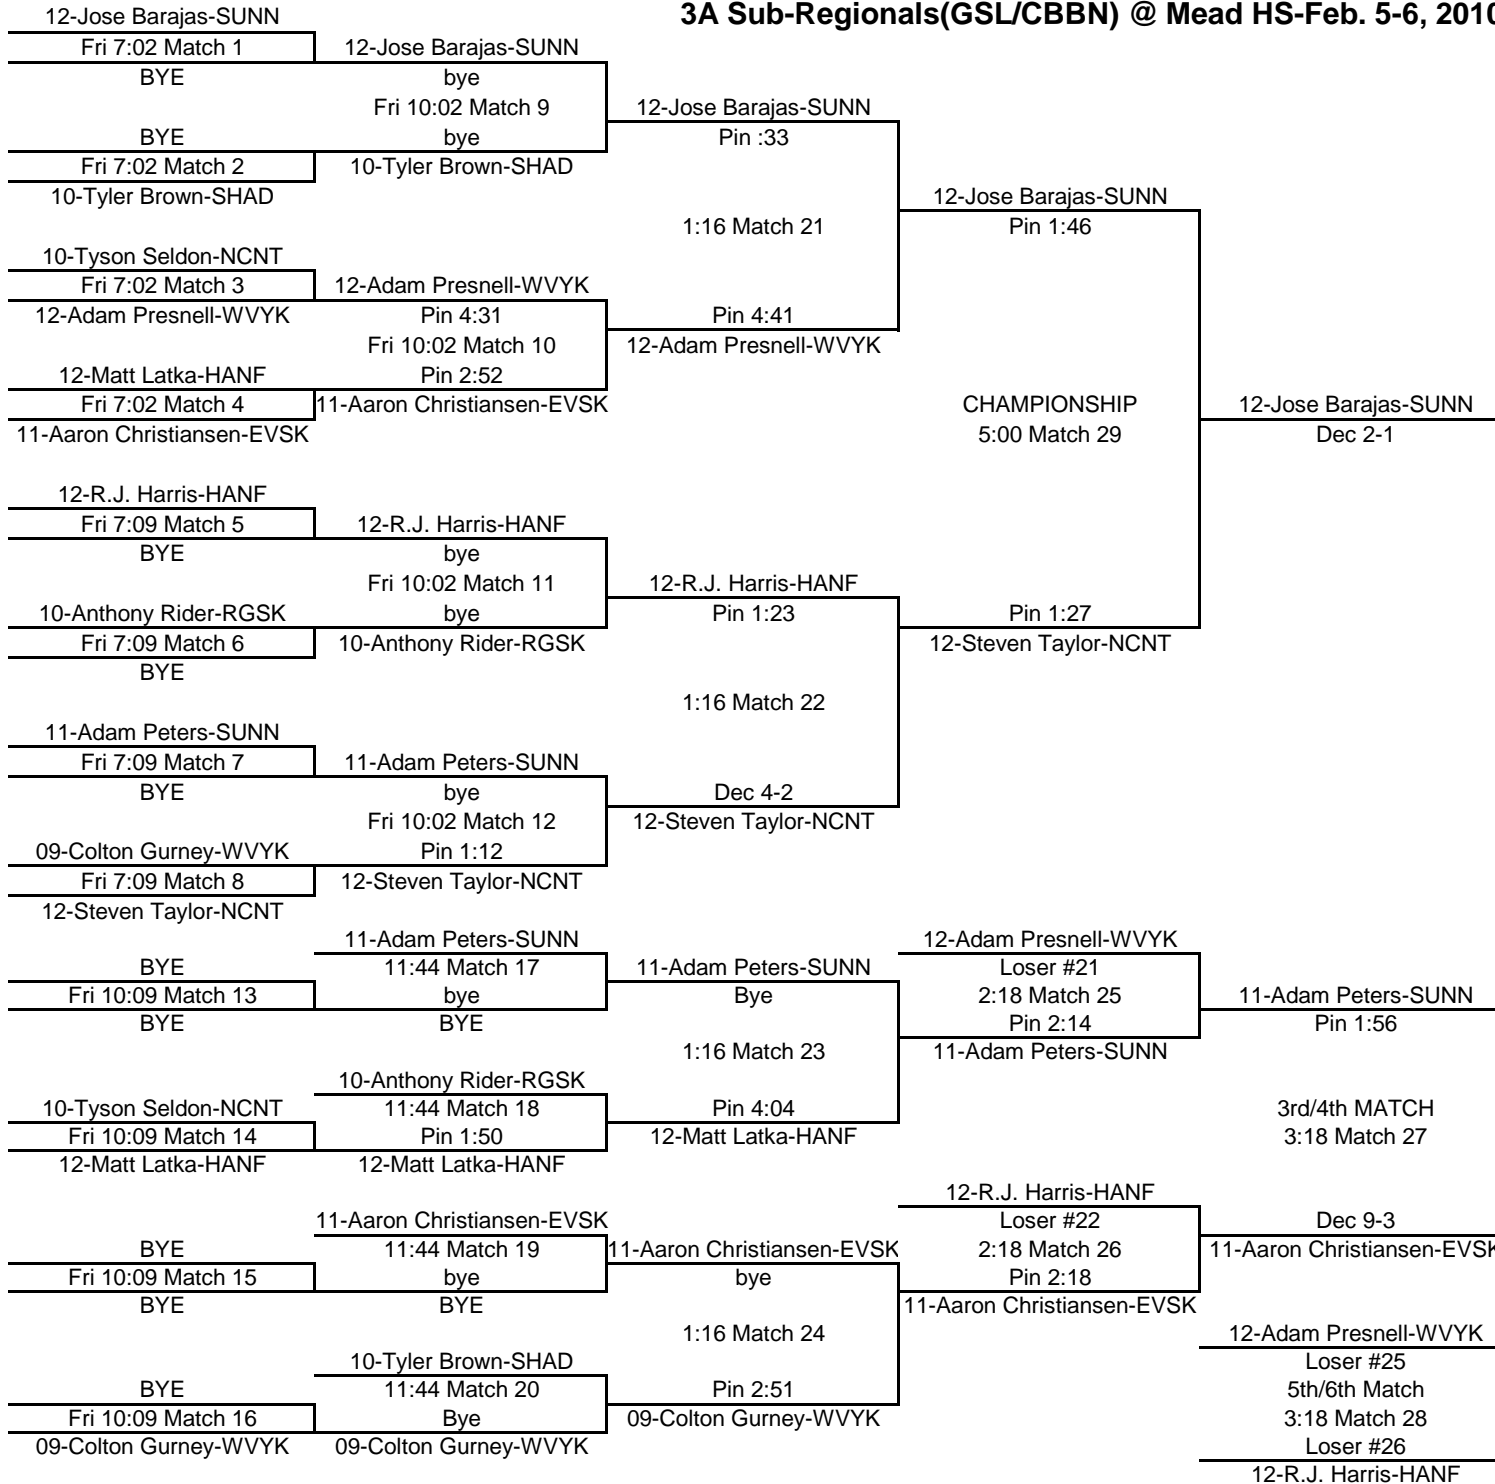 12-Jose Barajas-SUNN
3A Sub-Regionals(GSL/CBBN) @ Mead HS-Feb. 5-6, 2010
Fri 7:02 Match 1
12-Jose Barajas-SUNN
BYE
bye
Fri 10:02 Match 9
12-Jose Barajas-SUNN
BYE
bye
Pin :33
Fri 7:02 Match 2
10-Tyler Brown-SHAD
10-Tyler Brown-SHAD
12-Jose Barajas-SUNN
1:16 Match 21
Pin 1:46
10-Tyson Seldon-NCNT
Fri 7:02 Match 3
12-Adam Presnell-WVYK
12-Adam Presnell-WVYK
Pin 4:31
Pin 4:41
Fri 10:02 Match 10
12-Adam Presnell-WVYK
12-Matt Latka-HANF
Pin 2:52
Fri 7:02 Match 4
11-Aaron Christiansen-EVSK
CHAMPIONSHIP
12-Jose Barajas-SUNN
11-Aaron Christiansen-EVSK
5:00 Match 29
Dec 2-1
12-R.J. Harris-HANF
Fri 7:09 Match 5
12-R.J. Harris-HANF
BYE
bye
Fri 10:02 Match 11
12-R.J. Harris-HANF
10-Anthony Rider-RGSK
bye
Pin 1:23
Pin 1:27
Fri 7:09 Match 6
10-Anthony Rider-RGSK
12-Steven Taylor-NCNT
BYE
1:16 Match 22
11-Adam Peters-SUNN
Fri 7:09 Match 7
11-Adam Peters-SUNN
BYE
bye
Dec 4-2
Fri 10:02 Match 12
12-Steven Taylor-NCNT
09-Colton Gurney-WVYK
Pin 1:12
Fri 7:09 Match 8
12-Steven Taylor-NCNT
12-Steven Taylor-NCNT
11-Adam Peters-SUNN
12-Adam Presnell-WVYK
BYE
11:44 Match 17
11-Adam Peters-SUNN
Loser #21
Fri 10:09 Match 13
bye
Bye
2:18 Match 25
11-Adam Peters-SUNN
BYE
BYE
Pin 2:14
Pin 1:56
1:16 Match 23
11-Adam Peters-SUNN
10-Anthony Rider-RGSK
10-Tyson Seldon-NCNT
11:44 Match 18
Pin 4:04
3rd/4th MATCH
Fri 10:09 Match 14
Pin 1:50
12-Matt Latka-HANF
3:18 Match 27
12-Matt Latka-HANF
12-Matt Latka-HANF
12-R.J. Harris-HANF
11-Aaron Christiansen-EVSK
Loser #22
Dec 9-3
BYE
11:44 Match 19
11-Aaron Christiansen-EVSK
2:18 Match 26
11-Aaron Christiansen-EVSK
Fri 10:09 Match 15
bye
bye
Pin 2:18
BYE
BYE
11-Aaron Christiansen-EVSK
1:16 Match 24
12-Adam Presnell-WVYK
10-Tyler Brown-SHAD
Loser #25
BYE
11:44 Match 20
Pin 2:51
5th/6th Match
Fri 10:09 Match 16
Bye
09-Colton Gurney-WVYK
3:18 Match 28
09-Colton Gurney-WVYK
09-Colton Gurney-WVYK
Loser #26
12-R.J. Harris-HANF